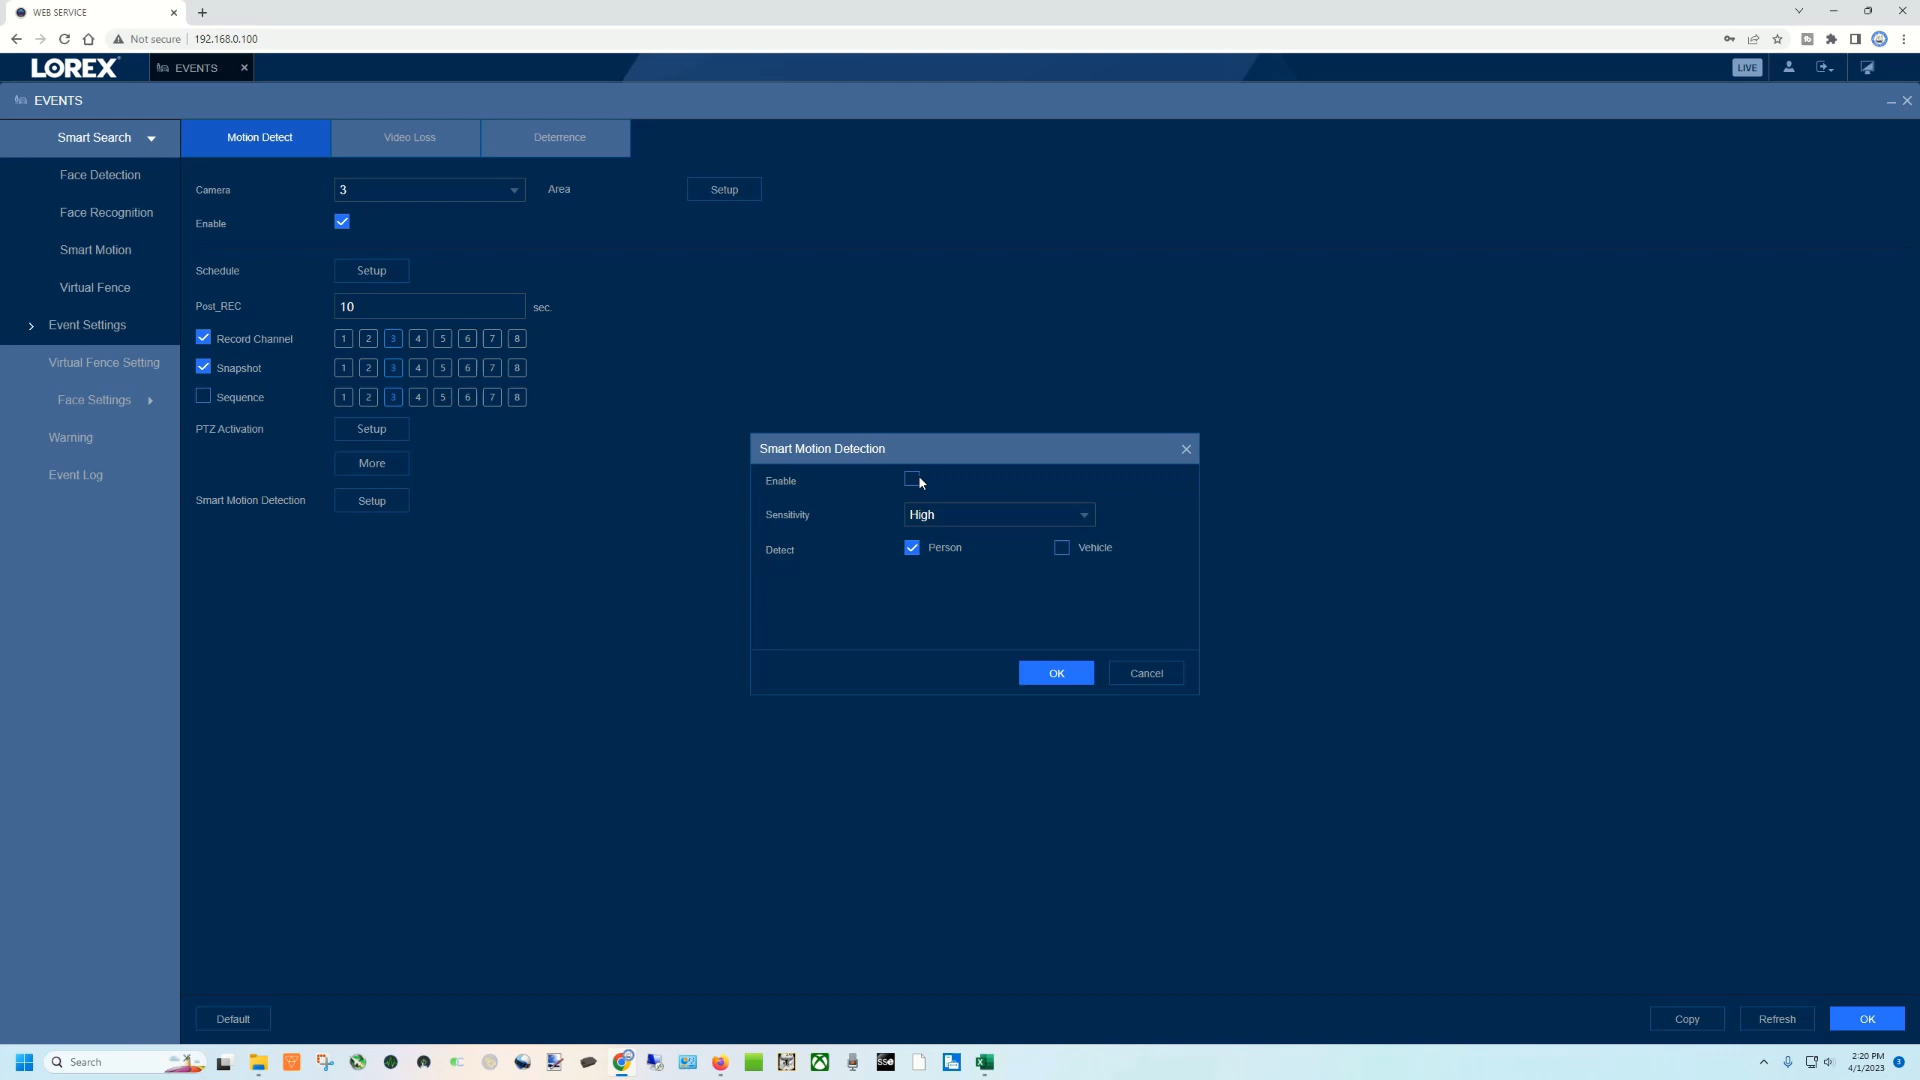 WEB SERVICE
Not secure 192.168.0.100
LOREX EVENTS LIVE
EVENTS
Smart Search
Face Detection
Face Recognition
Smart Motion
Virtual Fence
Event Settings
Virtual Fence Setting
Face Settings
Warning
Event Log
Motion Detect Video Loss Deterrence
Camera 3 Area Setup
Enable
Schedule Setup
Post_REC 10 sec.
Record Channel 1 2 3 4 5 6 7 8
Snapshot 1 2 3 4 5 6 7 8
Sequence 1 2 3 4 5 6 7 8
PTZ Activation Setup
More
Smart Motion Detection Setup
Smart Motion Detection
Enable
Sensitivity High
Detect Person Vehicle
OK Cancel
Default Copy Refresh OK
Search
SSE
2:20 PM
4/1/2023
3